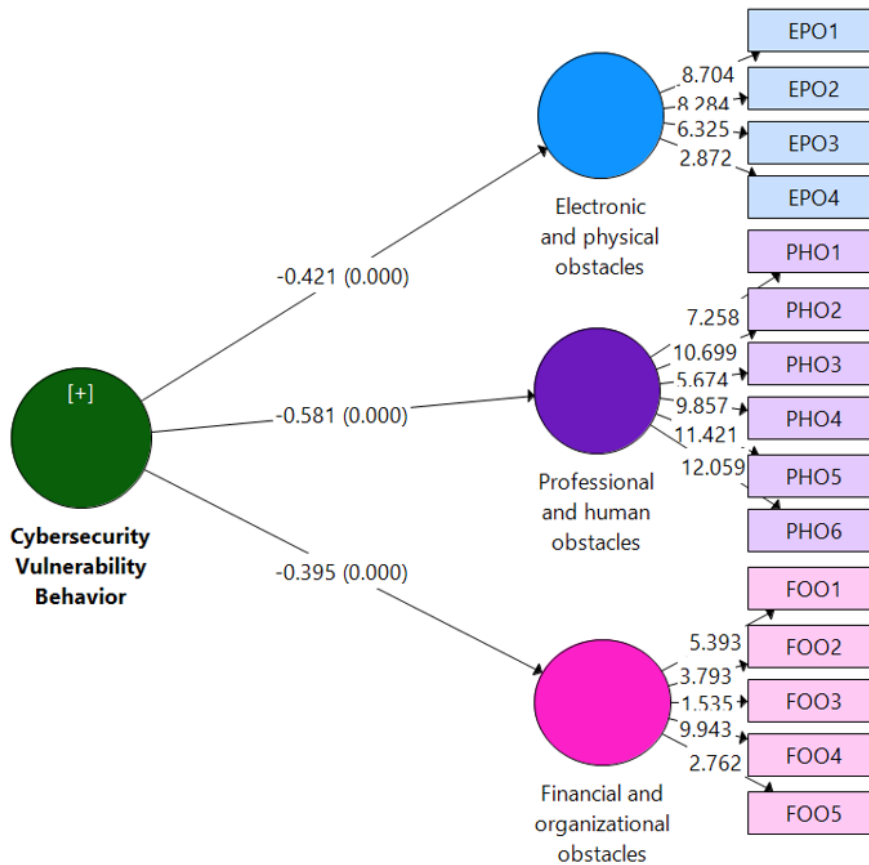 EPO1
8.704
EPO2
8.284
6.325
EPO3
2.872
EPO4
Electronic
and physical
obstacles
-0.421 (0.000)
PHO1
7.258
PHO2
10.699
PHO3
5.674
9.857
PHO4
11.421
PHO5
12.059
PHO6
Professional
and human
obstacles
[+]
-0.581 (0.000)
Cybersecurity
Vulnerability
Behavior
-0.395 (0.000)
FOO1
5.393
FOO2
3.793
FOO3
1.535
9.943
FOO4
2.762
FOO5
Financial and
organizational
obstacles